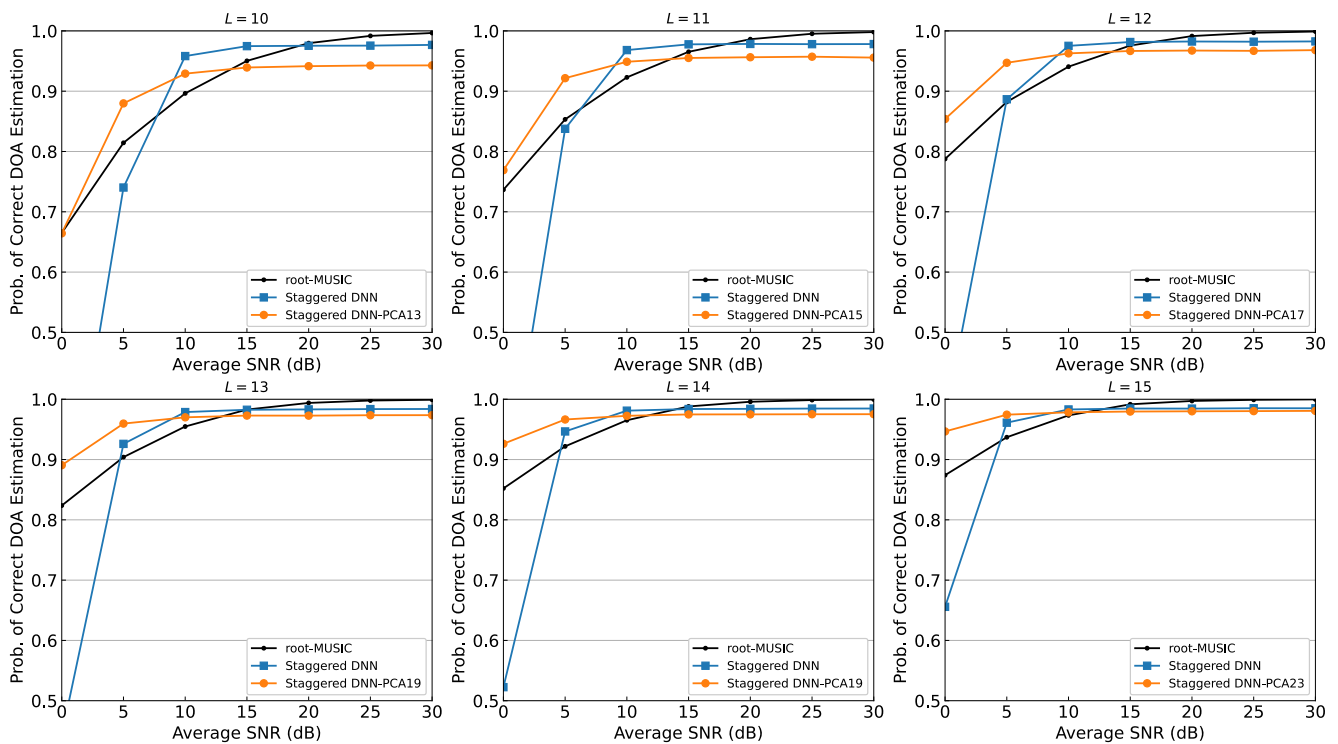 L = 10
Prob. of Correct DOA Estimation
1.0
0.9
0.8
0.7
0.6
0.5
root-MUSIC
Staggered DNN
Staggered DNN-PCA13
0 5 10 15 20 25 30
Average SNR (dB)
L = 11
Prob. of Correct DOA Estimation
1.0
0.9
0.8
0.7
0.6
0.5
root-MUSIC
Staggered DNN
Staggered DNN-PCA15
0 5 10 15 20 25 30
Average SNR (dB)
L = 12
Prob. of Correct DOA Estimation
1.0
0.9
0.8
0.7
0.6
0.5
root-MUSIC
Staggered DNN
Staggered DNN-PCA17
0 5 10 15 20 25 30
Average SNR (dB)
L = 13
Prob. of Correct DOA Estimation
1.0
0.9
0.8
0.7
0.6
0.5
root-MUSIC
Staggered DNN
Staggered DNN-PCA19
0 5 10 15 20 25 30
Average SNR (dB)
L = 14
Prob. of Correct DOA Estimation
1.0
0.9
0.8
0.7
0.6
0.5
root-MUSIC
Staggered DNN
Staggered DNN-PCA19
0 5 10 15 20 25 30
Average SNR (dB)
L = 15
Prob. of Correct DOA Estimation
1.0
0.9
0.8
0.7
0.6
0.5
root-MUSIC
Staggered DNN
Staggered DNN-PCA23
0 5 10 15 20 25 30
Average SNR (dB)